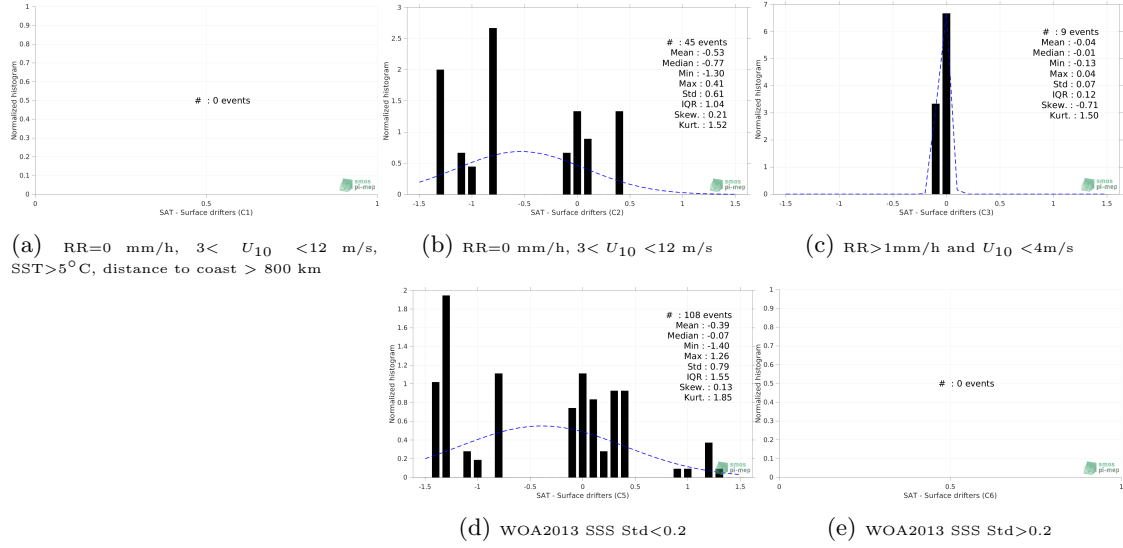 1
0.9
0.8
0.7
0.6
0.5
0.4
0.3
0.2
0.1
0
Normalized histogram
# : 0 events
smos
pi-mep
0 0.5 1
SAT - Surface drifters (C1)
(a) RR=0 mm/h, 3< U10 <12 m/s,
SST>5°C, distance to coast > 800 km
3
2.5
2
1.5
1
0.5
0
Normalized histogram
# : 45 events
Mean : -0.53
Median : -0.77
Min : -1.30
Max : 0.41
Std : 0.61
IQR : 1.04
Skew. : 0.21
Kurt. : 1.52
smos
pi-mep
-1.5 -1 -0.5 0 0.5 1 1.5
SAT - Surface drifters (C2)
(b) RR=0 mm/h, 3< U10 <12 m/s
7
6
5
4
3
2
1
0
Normalized histogram
# : 9 events
Mean : -0.04
Median : -0.01
Min : -0.13
Max : 0.04
Std : 0.07
IQR : 0.12
Skew. : -0.71
Kurt. : 1.50
smos
pi-mep
-1.5 -1 -0.5 0 0.5 1 1.5
SAT - Surface drifters (C3)
(c) RR>1mm/h and U10 <4m/s
2
1.8
1.6
1.4
1.2
1
0.8
0.6
0.4
0.2
0
Normalized histogram
# : 108 events
Mean : -0.39
Median : -0.07
Min : -1.40
Max : 1.26
Std : 0.79
IQR : 1.55
Skew. : 0.13
Kurt. : 1.85
smos
pi-mep
-1.5 -1 -0.5 0 0.5 1 1.5
SAT - Surface drifters (C5)
(d) WOA2013 SSS Std<0.2
1
0.9
0.8
0.7
0.6
0.5
0.4
0.3
0.2
0.1
0
Normalized histogram
# : 0 events
smos
pi-mep
0 0.5 1
SAT - Surface drifters (C6)
(e) WOA2013 SSS Std>0.2